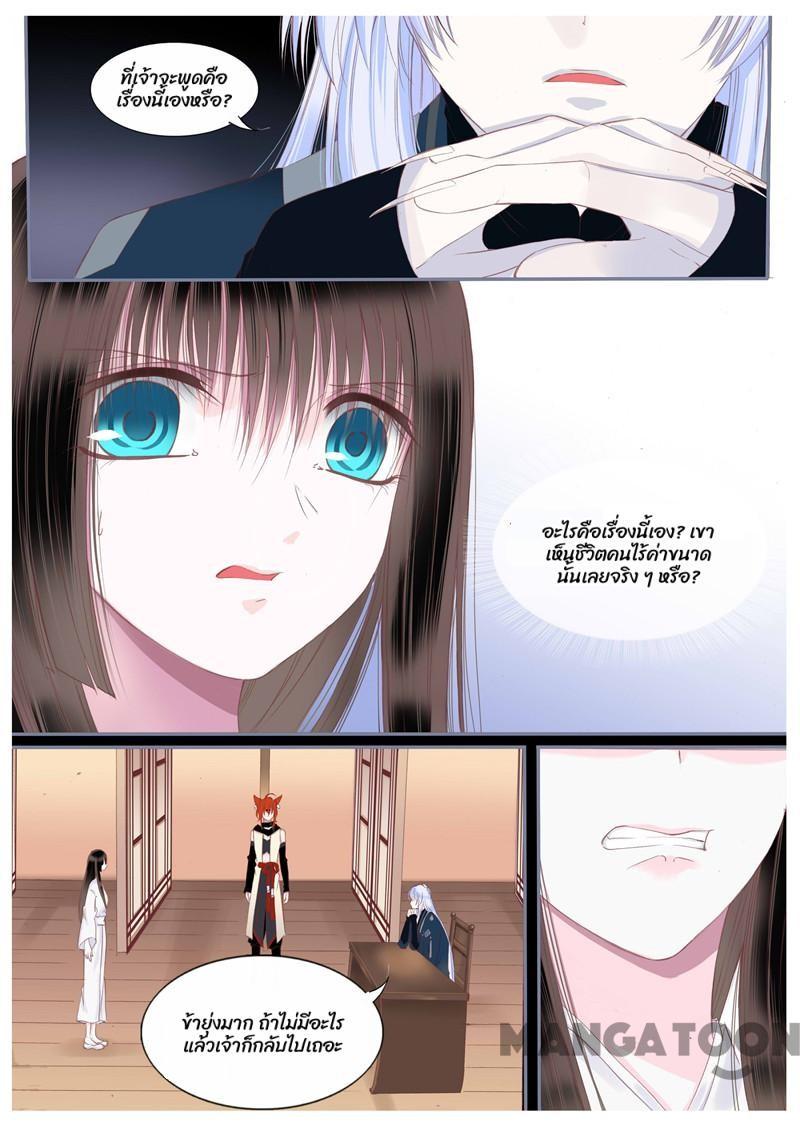 ที่เจ้าจะพูดคือ
เรื่องนี้เองหรือ?
อะไรคือเรื่องนี้เอง? เขา
เห็นชีวิตคนไร้ค่าขนาด
นั้นเลยจริง ๆ หรือ?
ข้ายุ่งมาก ถ้าไม่มีอะไร
แล้วเจ้าก็กลับไปเถอะ
MANGATOON